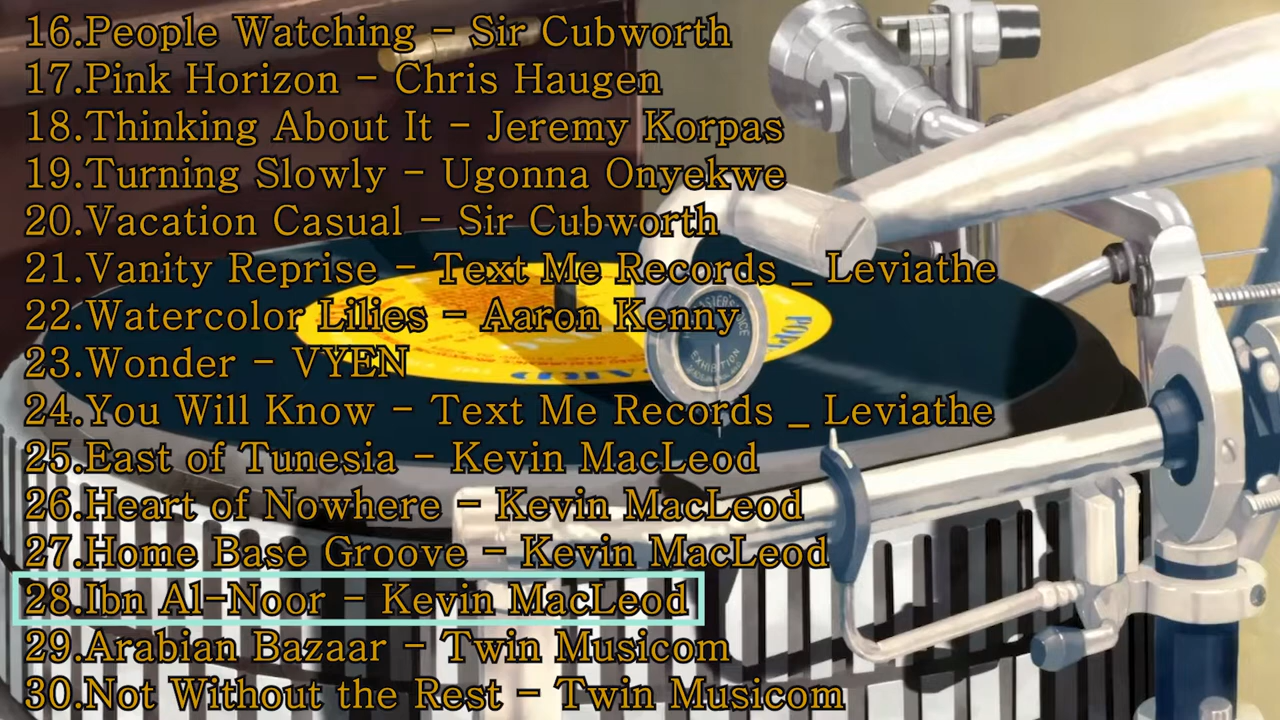 16.People Watching - Sir Cubworth
17.Pink Horizon - Chris Haugen
18.Thinking About It - Jeremy Korpas
19.Turning Slowly - Ugonna Onyekwe
20.Vacation Casual - Sir Cubworth
21.Vanity Reprise - Text Me Records _ Leviathe
22.Watercolor Lilies - Aaron Kenny
23.Wonder - VYEN
24.You Will Know - Text Me Records _ Leviathe
25.East of Tunesia - Kevin MacLeod
26.Heart of Nowhere - Kevin MacLeod
27.Home Base Groove - Kevin MacLeod
28.Ibn Al-Noor - Kevin MacLeod
29.Arabian Bazaar - Twin Musicom
30.Not Without the Rest - Twin Musicom
EXHIBITION